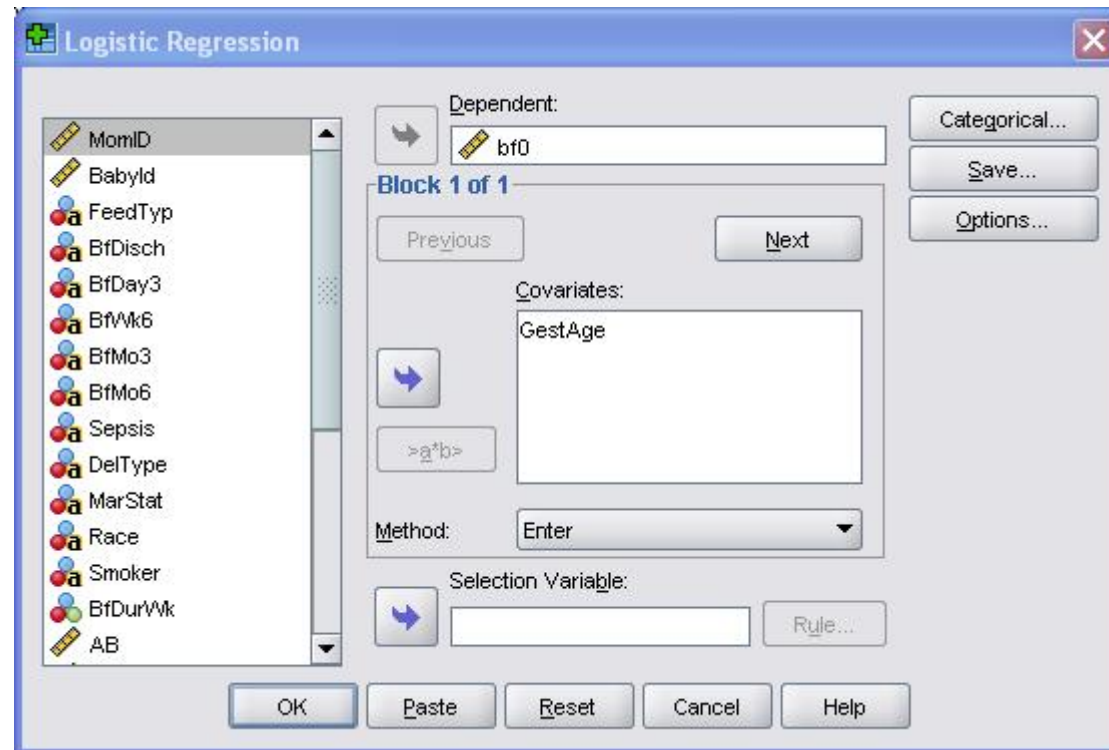 Logistic Regression
MomID
BabyId
FeedTyp
BfDisch
BfDay3
BfWk6
BfMo3
BfMo6
Sepsis
DelType
MarStat
Race
Smoker
BfDurWk
AB
Dependent:
bf0
Block 1 of 1
Previous
Next
Covariates:
GestAge
>a*b>
Method:
Enter
Selection Variable:
Rule...
Categorical...
Save...
Options...
OK
Paste
Reset
Cancel
Help